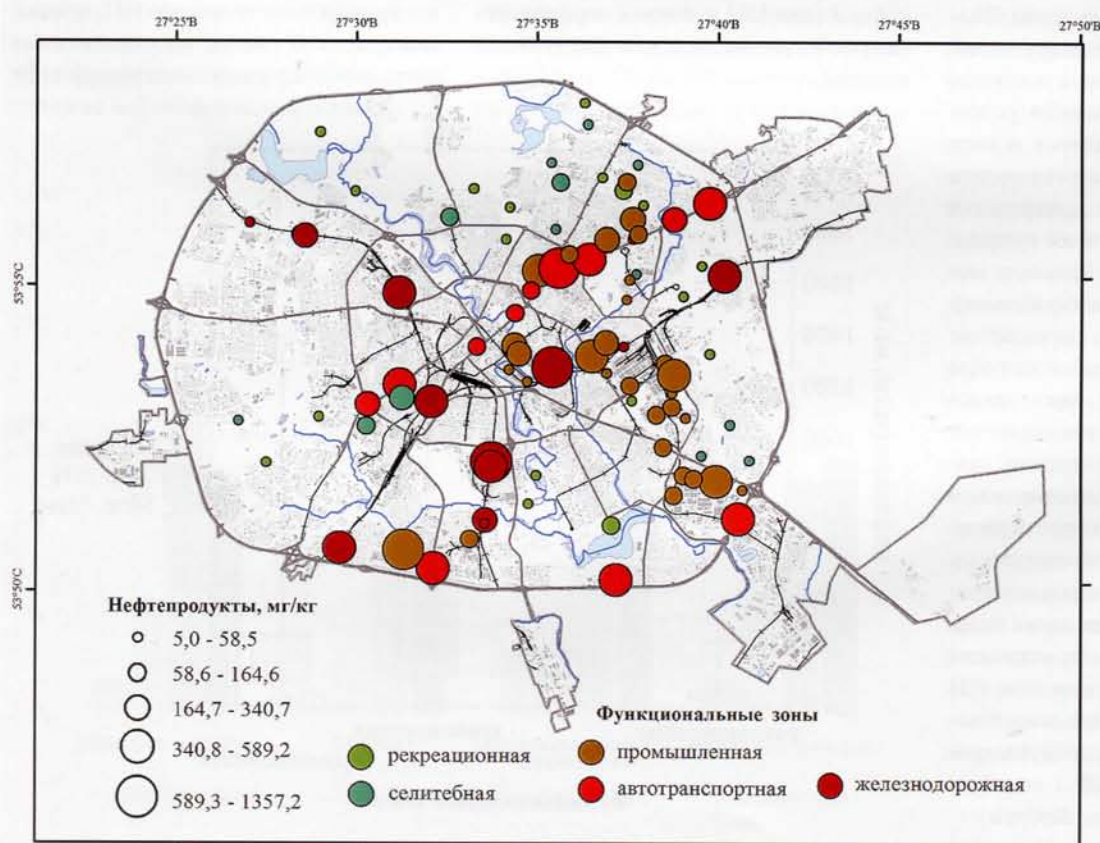 27°25'В 27°30'В 27°35'В 27°40'В 27°45'В 27°50'В
53°55'С
53°50'С
Нефтепродукты, мг/кг
5,0 - 58,5
58,6 - 164,6
164,7 - 340,7
340,8 - 589,2
589,3 - 1357,2
Функциональные зоны
рекреационная
селитебная
промышленная
автотранспортная
железнодорожная